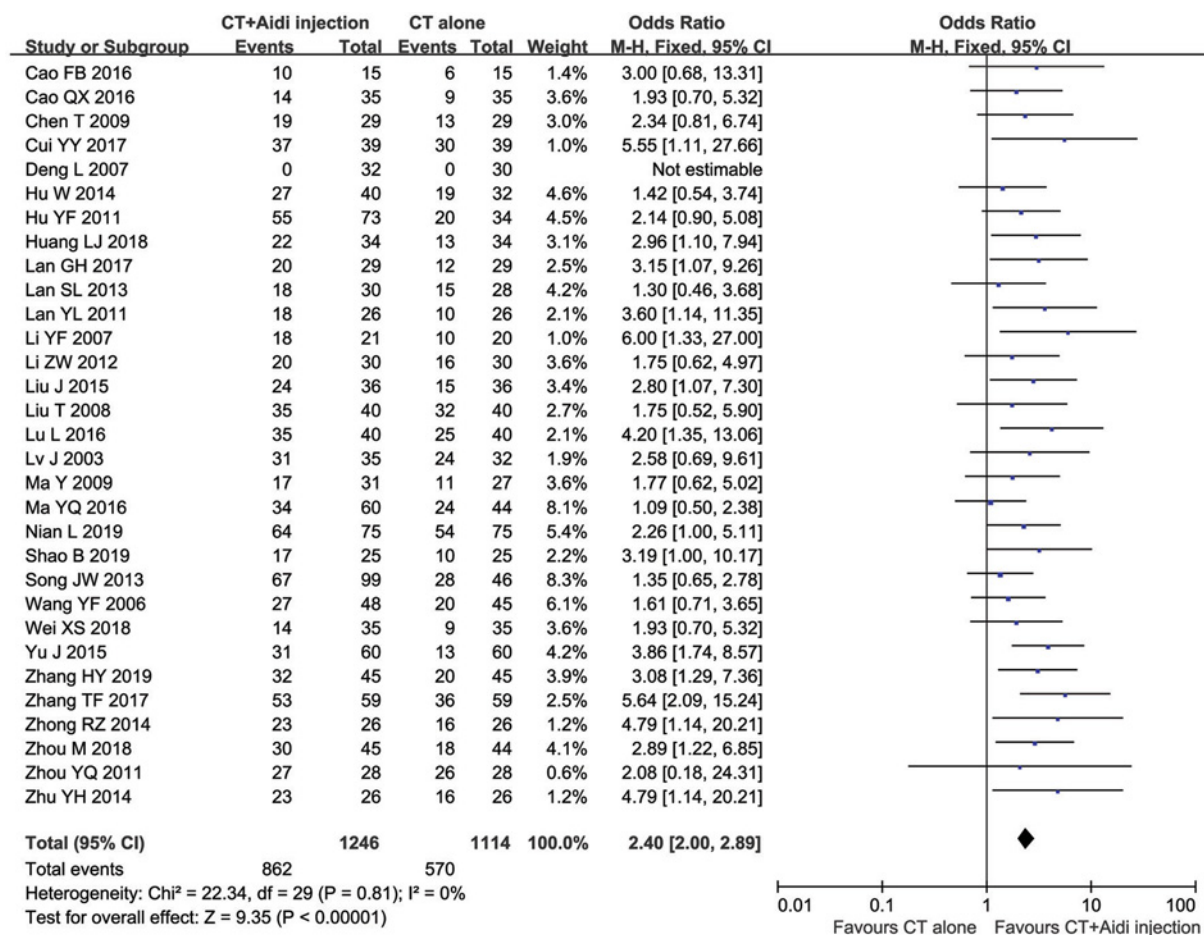 CT+Aidi injection CT alone Odds Ratio Odds Ratio
Study or Subgroup Events Total Events Total Weight M-H, Fixed, 95% CI M-H, Fixed, 95% CI
Cao FB 2016 10 15 6 15 1.4% 3.00 [0.68, 13.31]
Cao QX 2016 14 35 9 35 3.6% 1.93 [0.70, 5.32]
Chen T 2009 19 29 13 29 3.0% 2.34 [0.81, 6.74]
Cui YY 2017 37 39 30 39 1.0% 5.55 [1.11, 27.66]
Deng L 2007 0 32 0 30 Not estimable
Hu W 2014 27 40 19 32 4.6% 1.42 [0.54, 3.74]
Hu YF 2011 55 73 20 34 4.5% 2.14 [0.90, 5.08]
Huang LJ 2018 22 34 13 34 3.1% 2.96 [1.10, 7.94]
Lan GH 2017 20 29 12 29 2.5% 3.15 [1.07, 9.26]
Lan SL 2013 18 30 15 28 4.2% 1.30 [0.46, 3.68]
Lan YL 2011 18 26 10 26 2.1% 3.60 [1.14, 11.35]
Li YF 2007 18 21 10 20 1.0% 6.00 [1.33, 27.00]
Li ZW 2012 20 30 16 30 3.6% 1.75 [0.62, 4.97]
Liu J 2015 24 36 15 36 3.4% 2.80 [1.07, 7.30]
Liu T 2008 35 40 32 40 2.7% 1.75 [0.52, 5.90]
Lu L 2016 35 40 25 40 2.1% 4.20 [1.35, 13.06]
Lv J 2003 31 35 24 32 1.9% 2.58 [0.69, 9.61]
Ma Y 2009 17 31 11 27 3.6% 1.77 [0.62, 5.02]
Ma YQ 2016 34 60 24 44 8.1% 1.09 [0.50, 2.38]
Nian L 2019 64 75 54 75 5.4% 2.26 [1.00, 5.11]
Shao B 2019 17 25 10 25 2.2% 3.19 [1.00, 10.17]
Song JW 2013 67 99 28 46 8.3% 1.35 [0.65, 2.78]
Wang YF 2006 27 48 20 45 6.1% 1.61 [0.71, 3.65]
Wei XS 2018 14 35 9 35 3.6% 1.93 [0.70, 5.32]
Yu J 2015 31 60 13 60 4.2% 3.86 [1.74, 8.57]
Zhang HY 2019 32 45 20 45 3.9% 3.08 [1.29, 7.36]
Zhang TF 2017 53 59 36 59 2.5% 5.64 [2.09, 15.24]
Zhong RZ 2014 23 26 16 26 1.2% 4.79 [1.14, 20.21]
Zhou M 2018 30 45 18 44 4.1% 2.89 [1.22, 6.85]
Zhou YQ 2011 27 28 26 28 0.6% 2.08 [0.18, 24.31]
Zhu YH 2014 23 26 16 26 1.2% 4.79 [1.14, 20.21]
Total (95% CI) 1246 1114 100.0% 2.40 [2.00, 2.89]
Total events 862 570
Heterogeneity: Chi² = 22.34, df = 29 (P = 0.81); I² = 0%
Test for overall effect: Z = 9.35 (P < 0.00001)
0.01 0.1 1 10 100
Favours CT alone Favours CT+Aidi injection